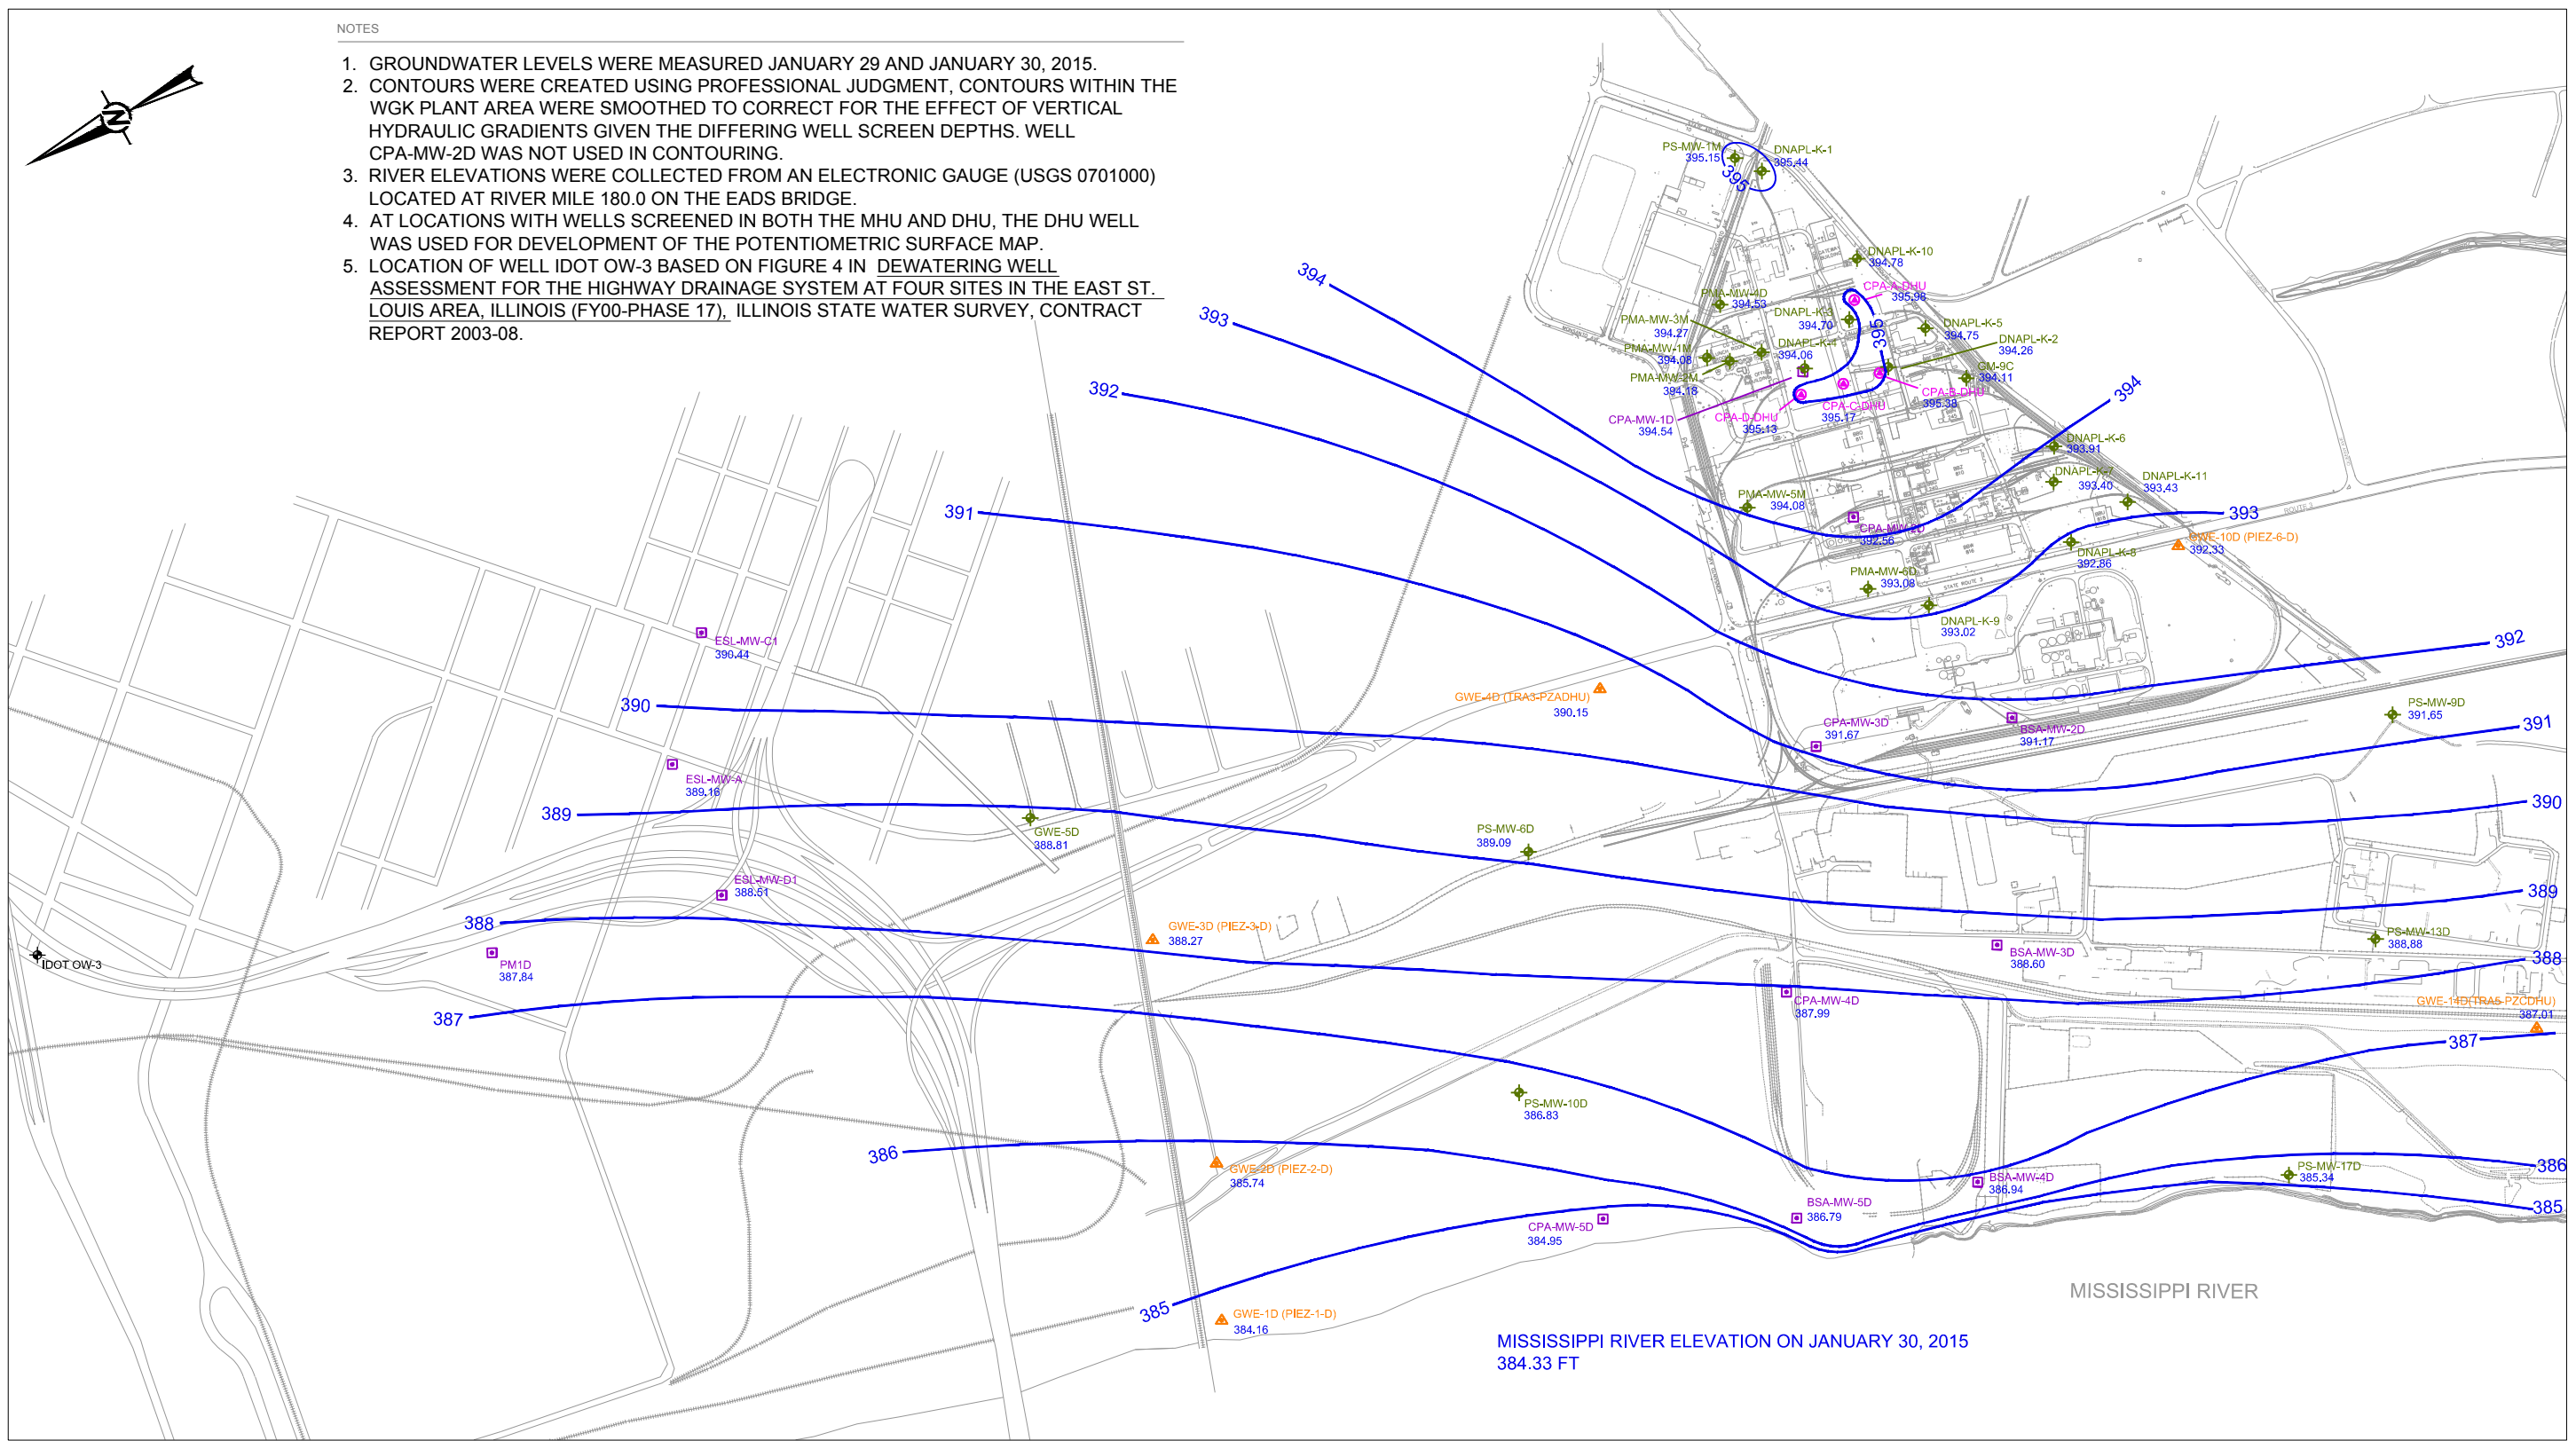 NOTES
1. GROUNDWATER LEVELS WERE MEASURED JANUARY 29 AND JANUARY 30, 2015.
2. CONTOURS WERE CREATED USING PROFESSIONAL JUDGMENT, CONTOURS WITHIN THE
WGK PLANT AREA WERE SMOOTHED TO CORRECT FOR THE EFFECT OF VERTICAL
HYDRAULIC GRADIENTS GIVEN THE DIFFERING WELL SCREEN DEPTHS. WELL
CPA-MW-2D WAS NOT USED IN CONTOURING.
3. RIVER ELEVATIONS WERE COLLECTED FROM AN ELECTRONIC GAUGE (USGS 0701000)
LOCATED AT RIVER MILE 180.0 ON THE EADS BRIDGE.
4. AT LOCATIONS WITH WELLS SCREENED IN BOTH THE MHU AND DHU, THE DHU WELL
WAS USED FOR DEVELOPMENT OF THE POTENTIOMETRIC SURFACE MAP.
5. LOCATION OF WELL IDOT OW-3 BASED ON FIGURE 4 IN DEWATERING WELL
ASSESSMENT FOR THE HIGHWAY DRAINAGE SYSTEM AT FOUR SITES IN THE EAST ST.
LOUIS AREA, ILLINOIS (FY00-PHASE 17), ILLINOIS STATE WATER SURVEY, CONTRACT
REPORT 2003-08.
N
PS-MW-1M
395.15
DNAPL-K-1
395.44
395
DNAPL-K-10
394.78
CPA-A-DHU
395.98
PMA-MW-4D
394.53
DNAPL-K-3
394.70
PMA-MW-3M
394.27
DNAPL-K-5
394.75
395
PMA-MW-1M
394.08
DNAPL-K-4
394.06
DNAPL-K-2
394.26
PMA-MW-2M
394.18
GM-9C
394.11
CPA-B-DHU
395.38
CPA-C-DHU
395.17
CPA-D-DHU
395.13
CPA-MW-1D
394.54
394
393
392
391
394
DNAPL-K-6
393.91
DNAPL-K-7
393.40
DNAPL-K-11
393.43
PMA-MW-5M
394.08
CPA-MW-2D
392.56
393
ROUTE 3
GWE-10D (PIEZ-6-D)
392.33
DNAPL-K-8
392.86
PMA-MW-6D
393.08
STATE ROUTE 3
DNAPL-K-9
393.02
392
ESL-MW-C1
390.44
390
GWE-4D (TRA3-PZADHU)
390.15
CPA-MW-3D
391.67
BSA-MW-2D
391.17
PS-MW-9D
391.65
391
ESL-MW-A
389.16
389
390
GWE-5D
388.81
PS-MW-6D
389.09
ESL-MW-D1
388.51
389
388
GWE-3D (PIEZ-3-D)
388.27
PS-MW-13D
388.88
BSA-MW-3D
388.60
388
IDOT OW-3
PM1D
387.84
CPA-MW-4D
387.99
GWE-14D(TRA5-PZCDHU)
387.01
387
387
PS-MW-10D
386.83
386
GWE-2D (PIEZ-2-D)
385.74
BSA-MW-4D
386.94
PS-MW-17D
385.34
386
BSA-MW-5D
386.79
CPA-MW-5D
384.95
385
385
GWE-1D (PIEZ-1-D)
384.16
MISSISSIPPI RIVER
MISSISSIPPI RIVER ELEVATION ON JANUARY 30, 2015
384.33 FT